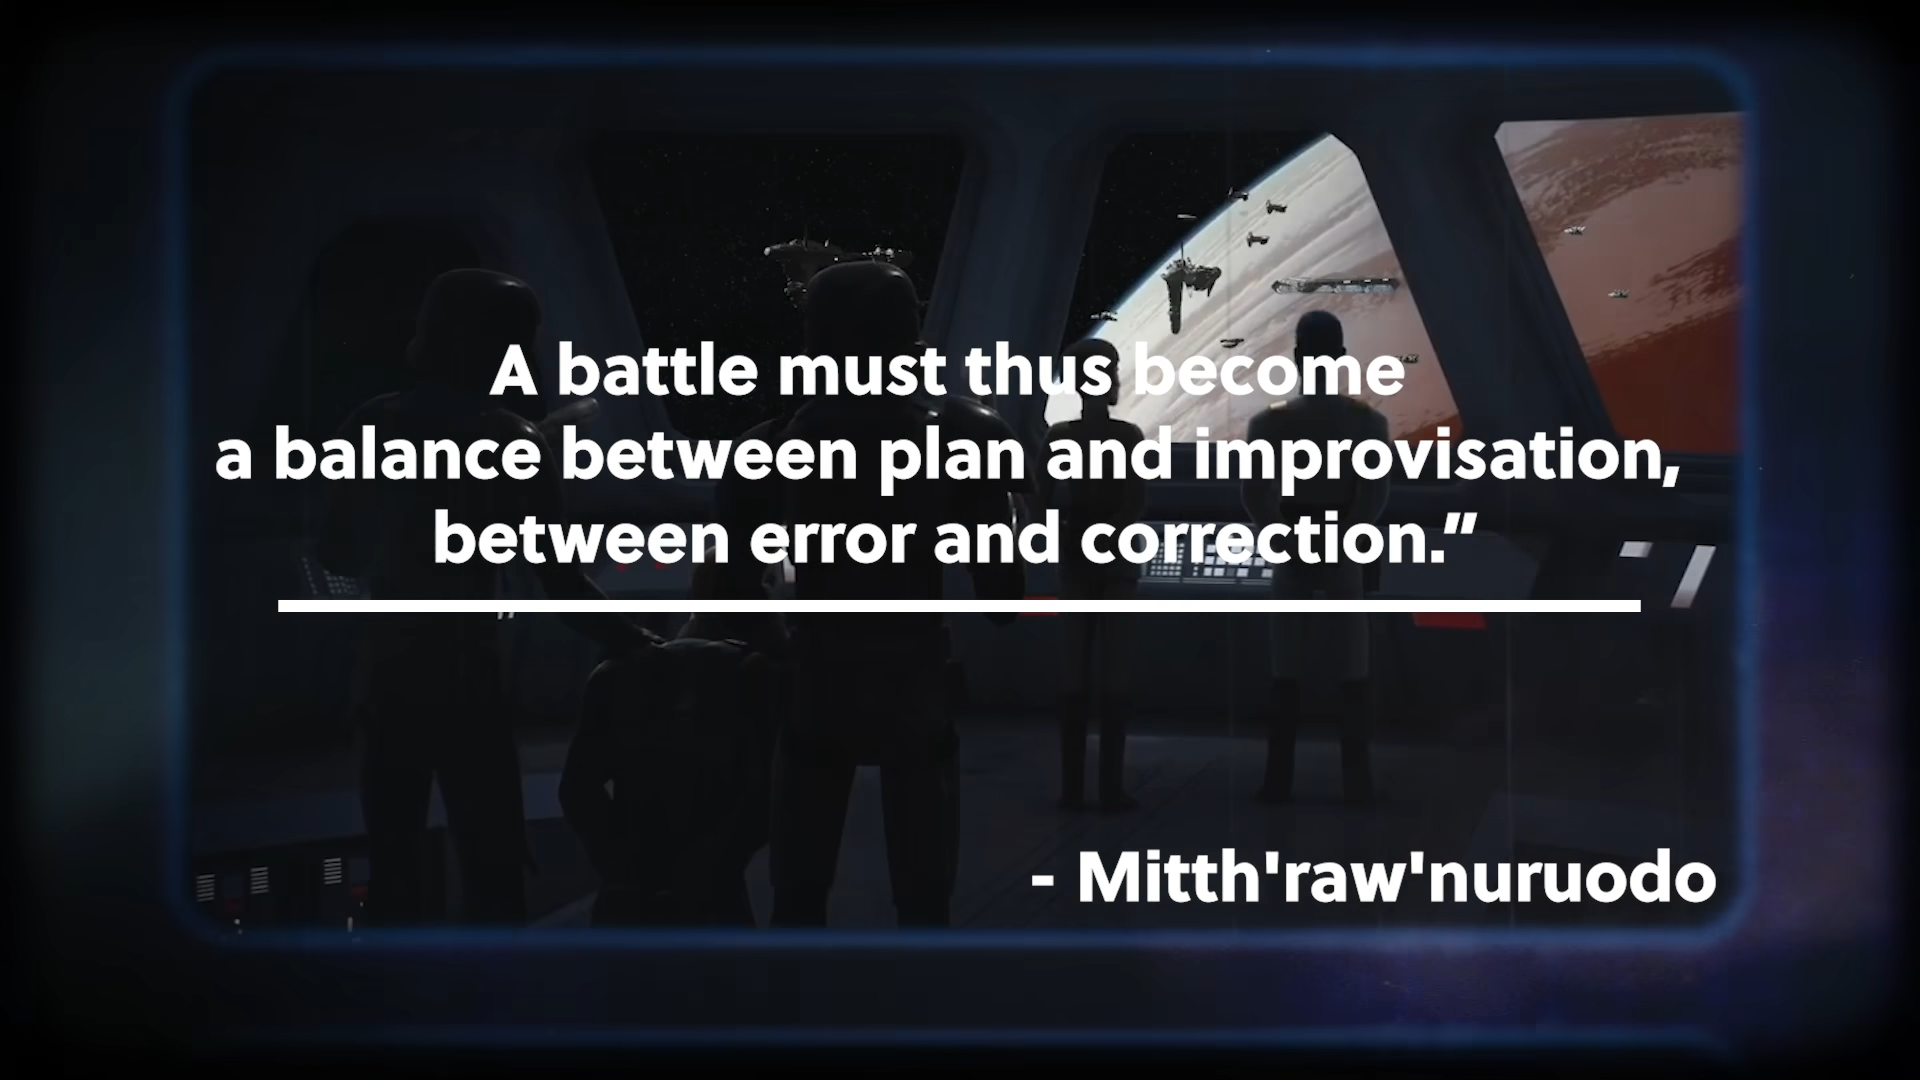 A battle must thus become
a balance between plan and improvisation,
between error and correction.”
- Mitth'raw'nuruodo